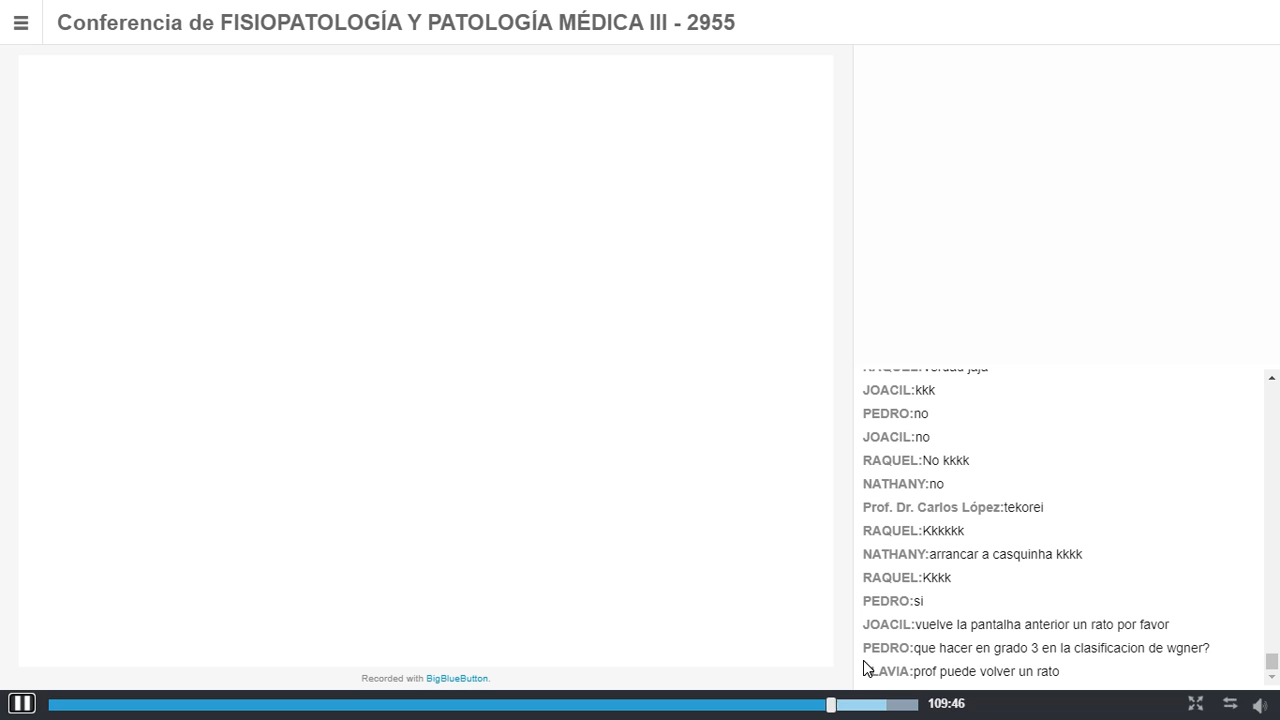 Conferencia de FISIOPATOLOGÍA Y PATOLOGÍA MÉDICA III - 2955
JOACIL:kkk
PEDRO:no
JOACIL:no
RAQUEL:No kkkk
NATHANY:no
Prof. Dr. Carlos López:tekorei
RAQUEL:Kkkkkk
NATHANY:arrancar a casquinha kkkk
RAQUEL:Kkkk
PEDRO:si
JOACIL:vuelve la pantalha anterior un rato por favor
PEDRO:que hacer en grado 3 en la clasificacion de wgner?
LAVIA:prof puede volver un rato
Recorded with BigBlueButton.
109:46